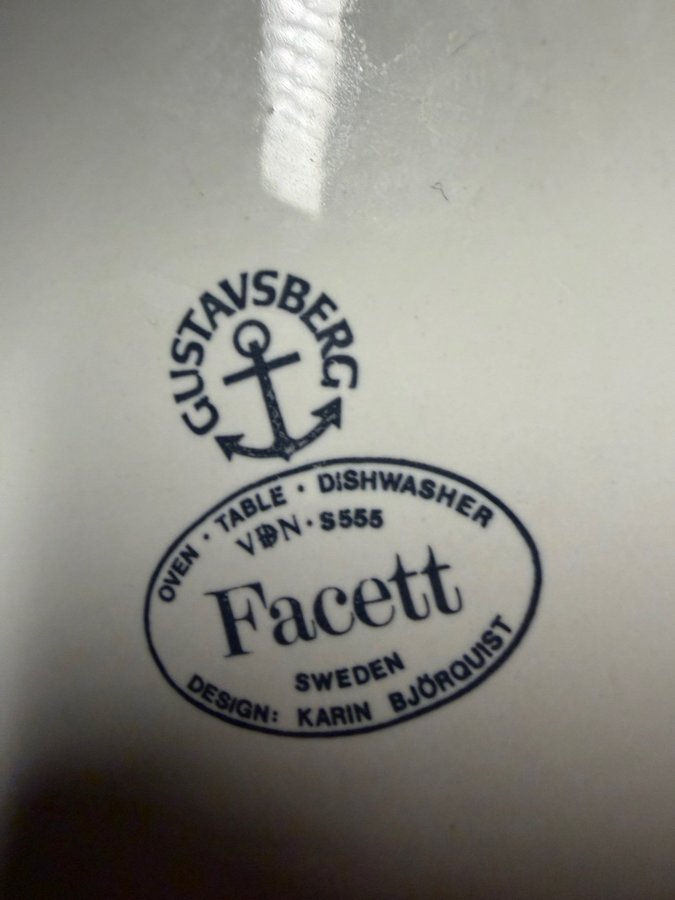 GUSTAVSBERG
OVEN · TABLE · DISHWASHER
VDN · S555
Facett
SWEDEN
DESIGN: KARIN BJÖRQUIST